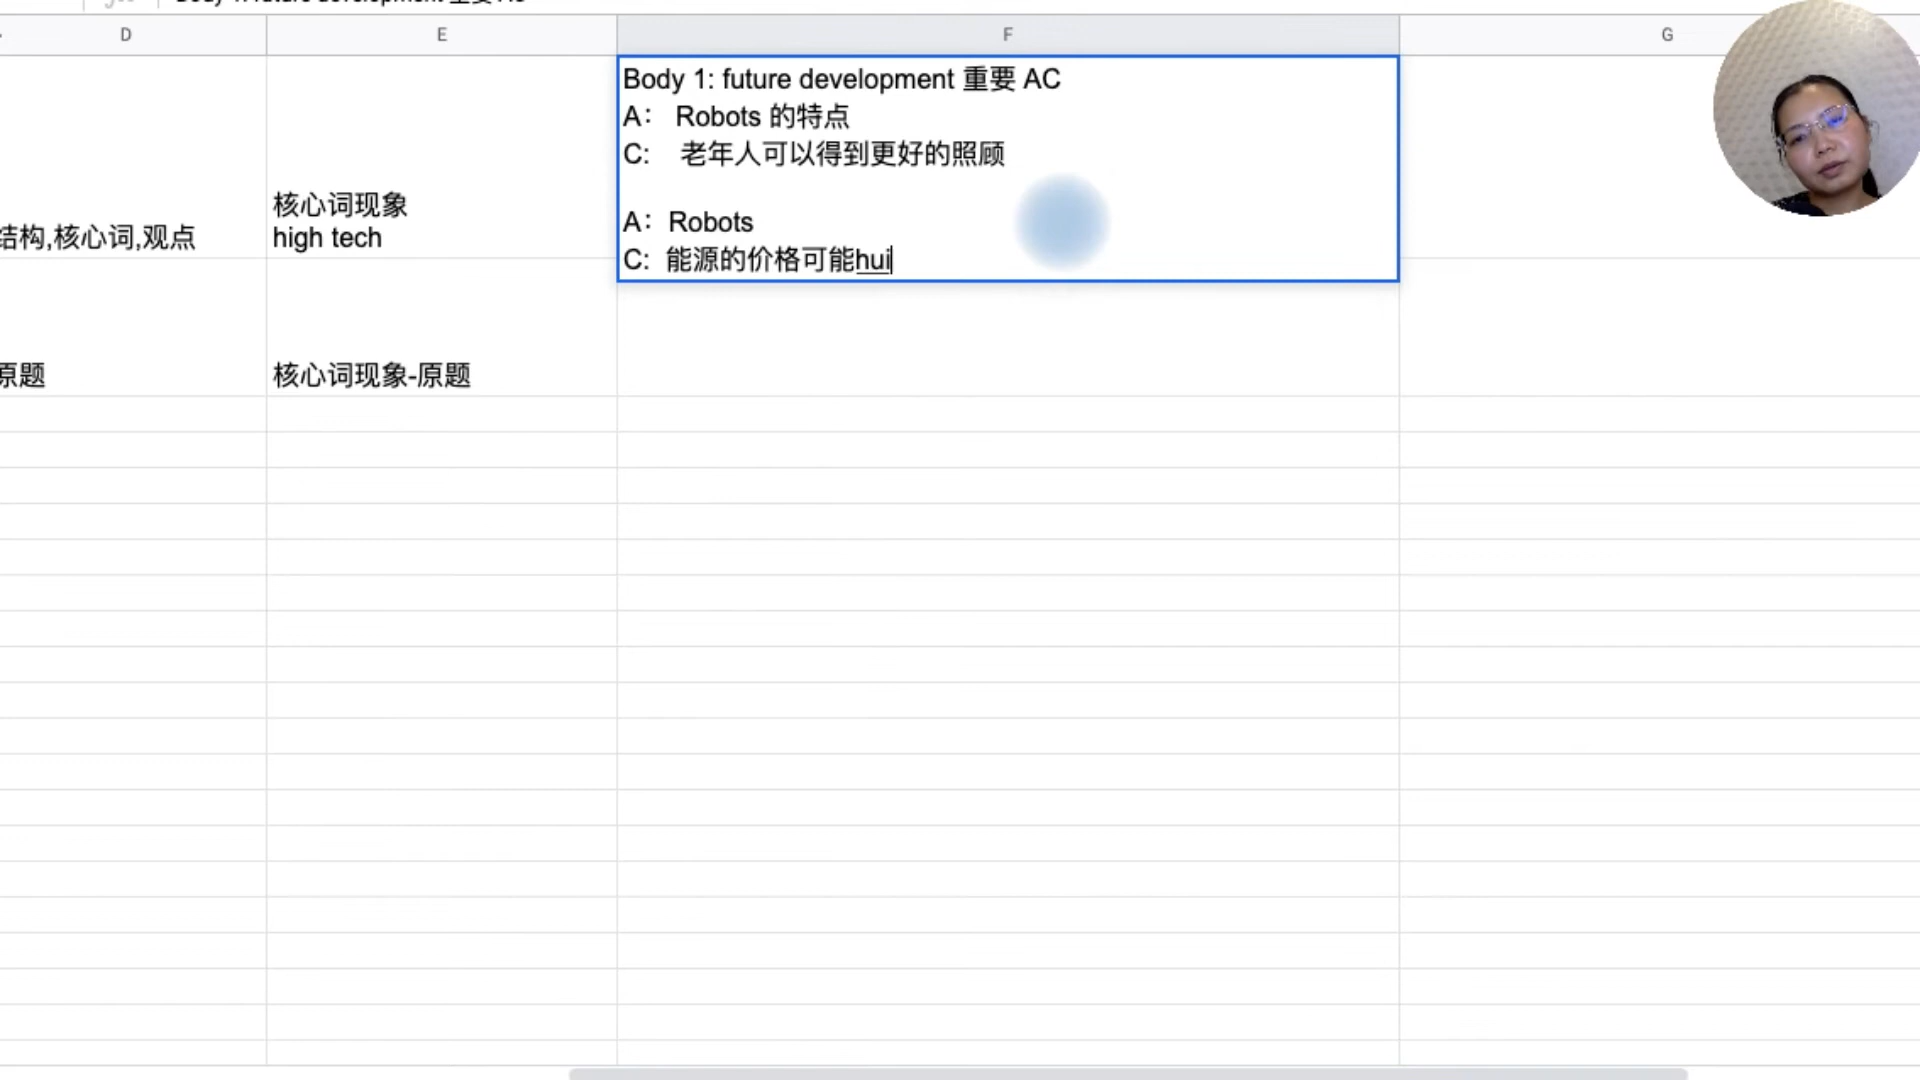 D
E
F
G
Body 1: future development 重要 AC
A： Robots 的特点
C: 老年人可以得到更好的照顾
A：Robots
C: 能源的价格可能hui
核心词现象
high tech
结构,核心词,观点
原题
核心词现象-原题